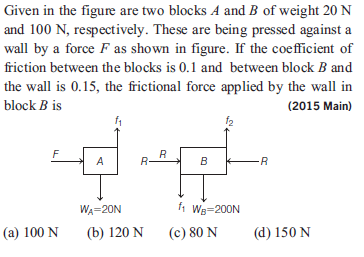 Given in the figure are two blocks A and B of weight 20 N
and 100 N, respectively. These are being pressed against a
wall by a force F as shown in figure. If the coefficient of
friction between the blocks is 0.1 and between block B and
the wall is 0.15, the frictional force applied by the wall in
block B is (2015 Main)
f₁ f₂
F A R R B R
W_A=20N f₁ W_B=200N
(a) 100 N (b) 120 N (c) 80 N (d) 150 N